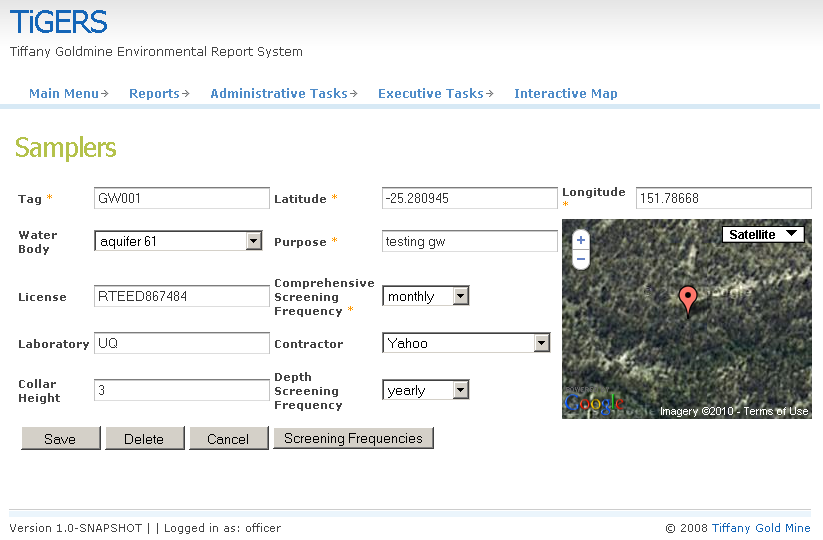 TiGERS
Tiffany Goldmine Environmental Report System
Main Menu Reports Administrative Tasks Executive Tasks Interactive Map
Samplers
Tag * GW001 Latitude * -25.280945 Longitude * 151.78668
Water Body aquifer 61 Purpose * testing gw
Satellite
+
−
License RTEED867484 Comprehensive Screening Frequency * monthly
Laboratory UQ Contractor Yahoo
Collar Height 3 Depth Screening Frequency yearly
POWERED BY
Google
Imagery ©2010 - Terms of Use
Save Delete Cancel Screening Frequencies
Version 1.0-SNAPSHOT | | Logged in as: officer © 2008 Tiffany Gold Mine